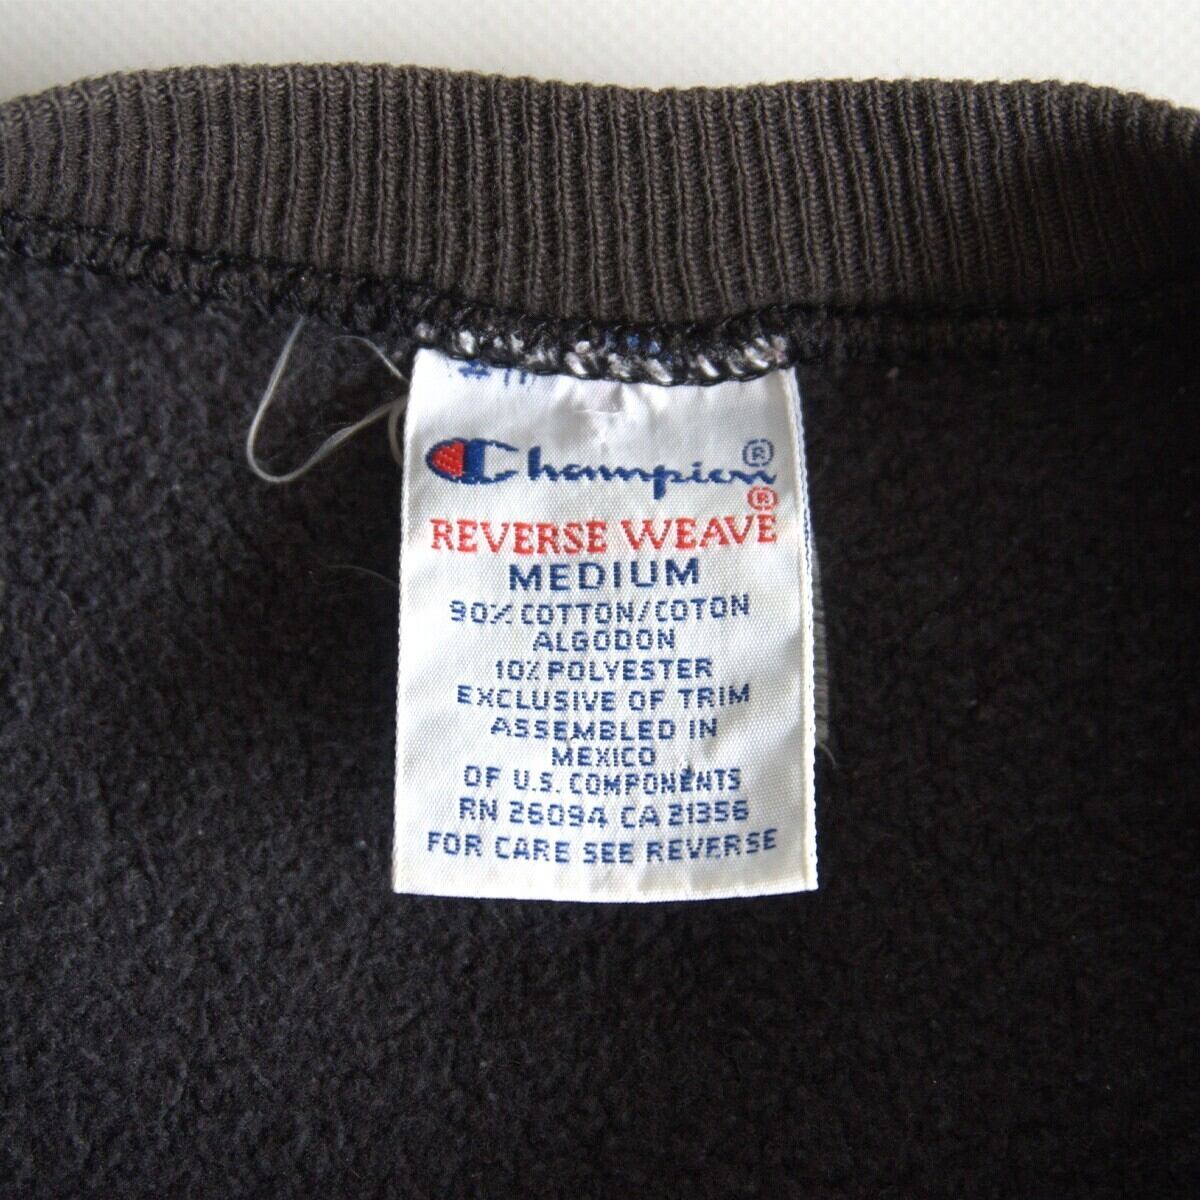 Champion®
REVERSE WEAVE®
MEDIUM
90% COTTON/COTON
ALGODON
10% POLYESTER
EXCLUSIVE OF TRIM
ASSEMBLED IN
MEXICO
OF U.S. COMPONENTS
RN 26094 CA 21356
FOR CARE SEE REVERSE